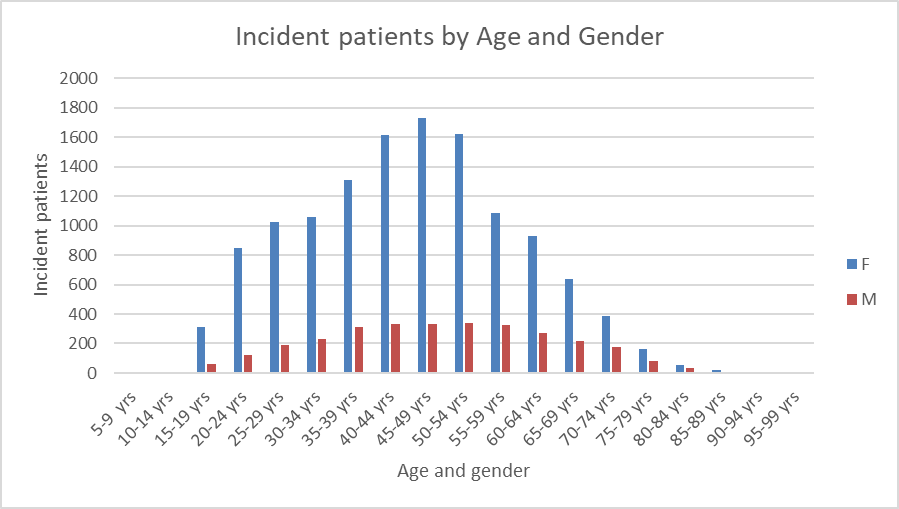 Incident patients by Age and Gender
2000
1800
1600
1400
1200
1000
800
600
400
200
0
Incident patients
5-9 yrs
10-14 yrs
15-19 yrs
20-24 yrs
25-29 yrs
30-34 yrs
35-39 yrs
40-44 yrs
45-49 yrs
50-54 yrs
55-59 yrs
60-64 yrs
65-69 yrs
70-74 yrs
75-79 yrs
80-84 yrs
85-89 yrs
90-94 yrs
95-99 yrs
Age and gender
F
M